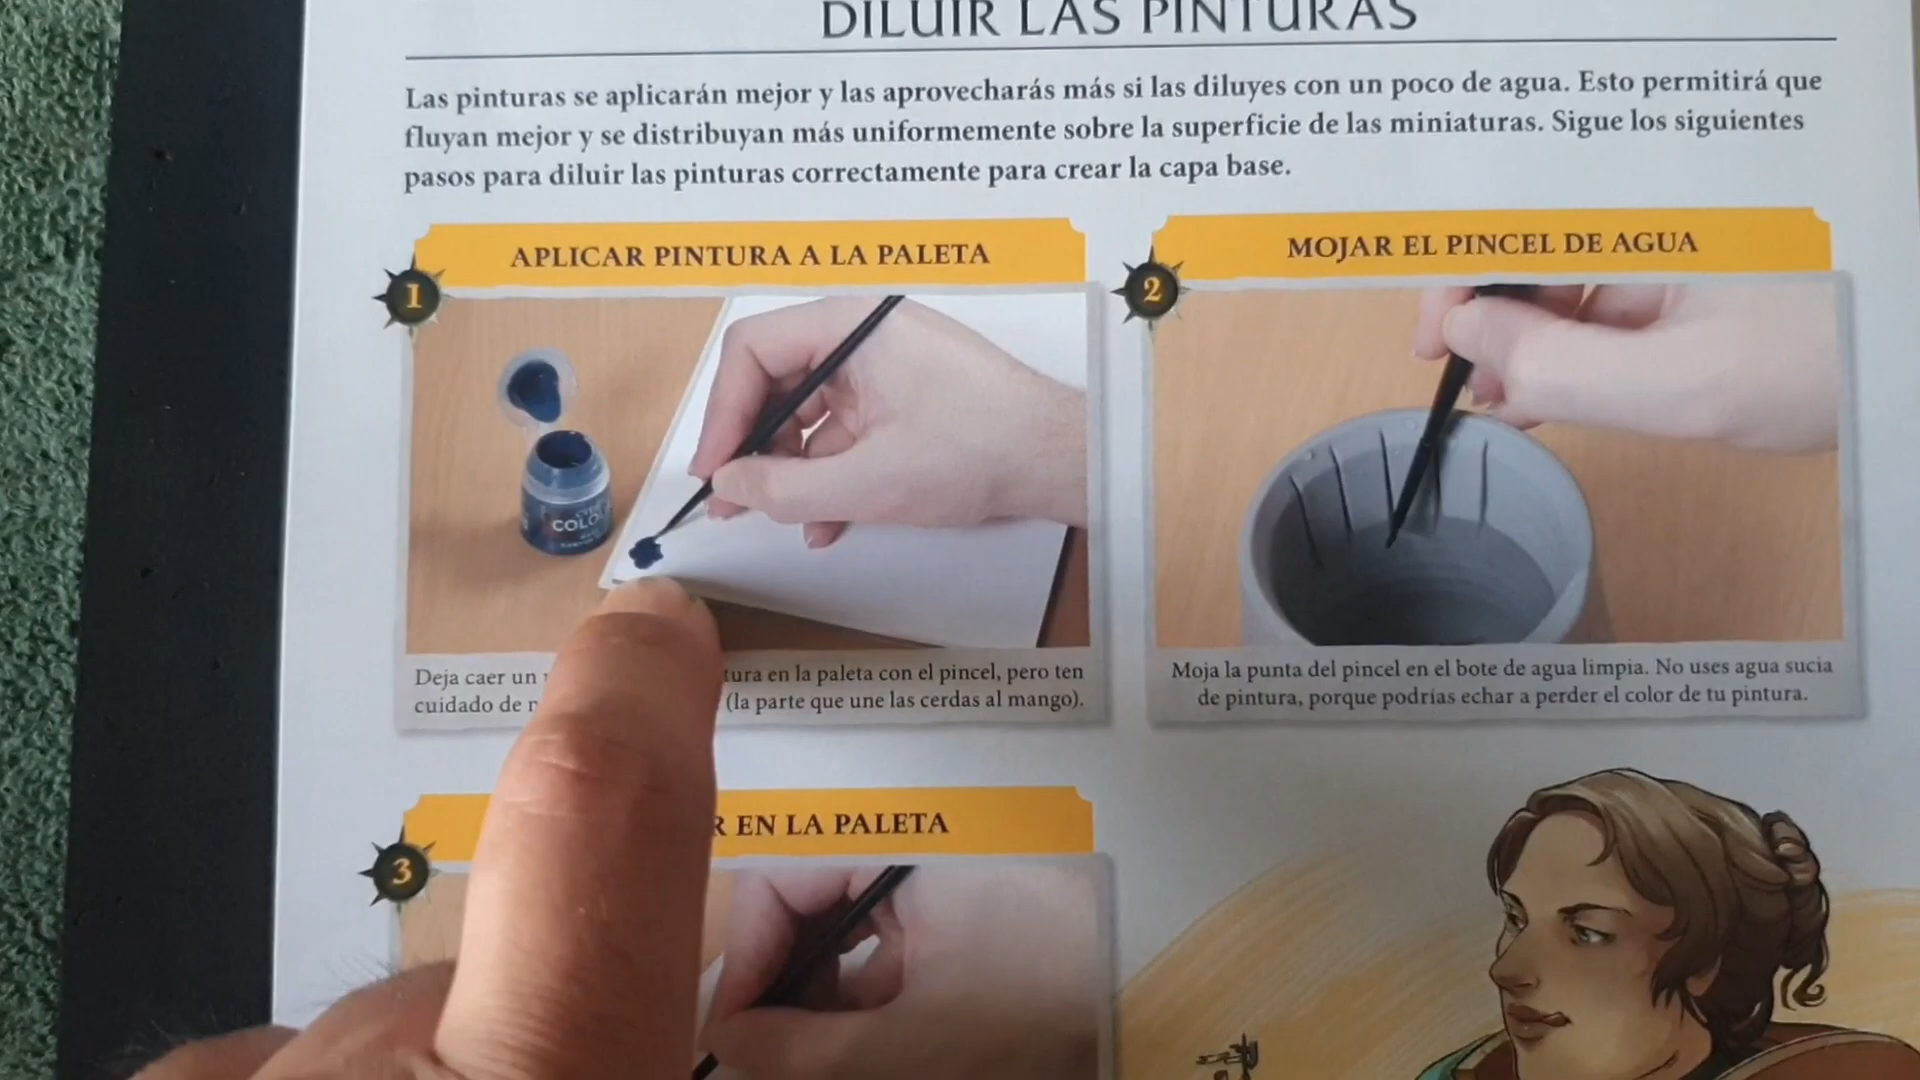 DILUIR LAS PINTURAS
Las pinturas se aplicarán mejor y las aprovecharás más si las diluyes con un poco de agua. Esto permitirá que
fluyan mejor y se distribuyan más uniformemente sobre la superficie de las miniaturas. Sigue los siguientes
pasos para diluir las pinturas correctamente para crear la capa base.
1
APLICAR PINTURA A LA PALETA
COLO
Deja caer un tura en la paleta con el pincel, pero ten
cuidado de (la parte que une las cerdas al mango).
2
MOJAR EL PINCEL DE AGUA
Moja la punta del pincel en el bote de agua limpia. No uses agua sucia
de pintura, porque podrías echar a perder el color de tu pintura.
3
R EN LA PALETA